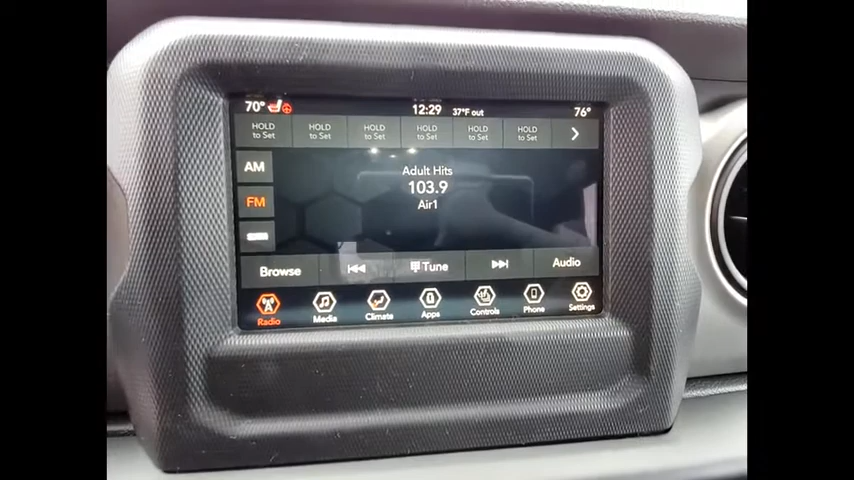 70° 12:29 37°F out 76°
HOLD to Set HOLD to Set HOLD to Set HOLD to Set HOLD to Set HOLD to Set
AM
Adult Hits
103.9
FM
Air1
Browse Tune Audio
Radio Media Climate Apps Controls Phone Settings